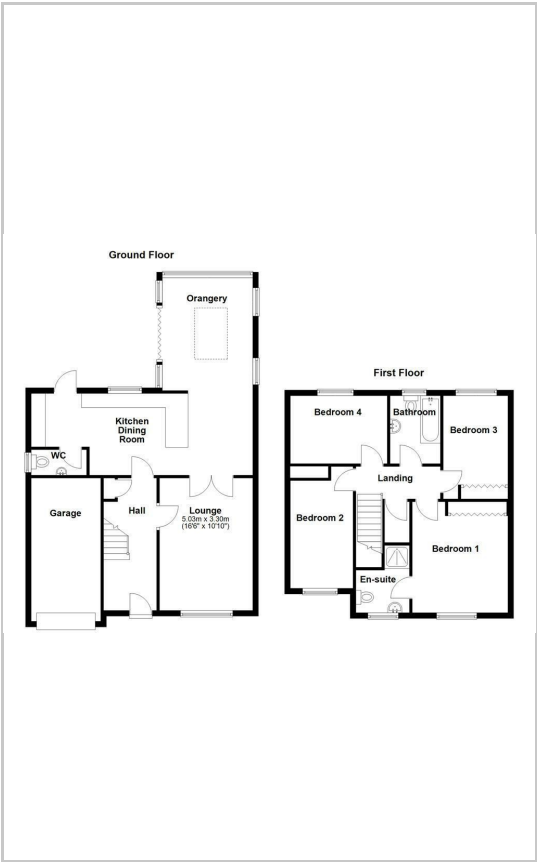 Ground Floor
Orangery
Kitchen
Dining
Room
WC
Garage
Hall
Lounge
5.03m x 3.30m
(16'6" x 10'10")
First Floor
Bedroom 4
Bathroom
Bedroom 3
Landing
Bedroom 2
Bedroom 1
En-suite